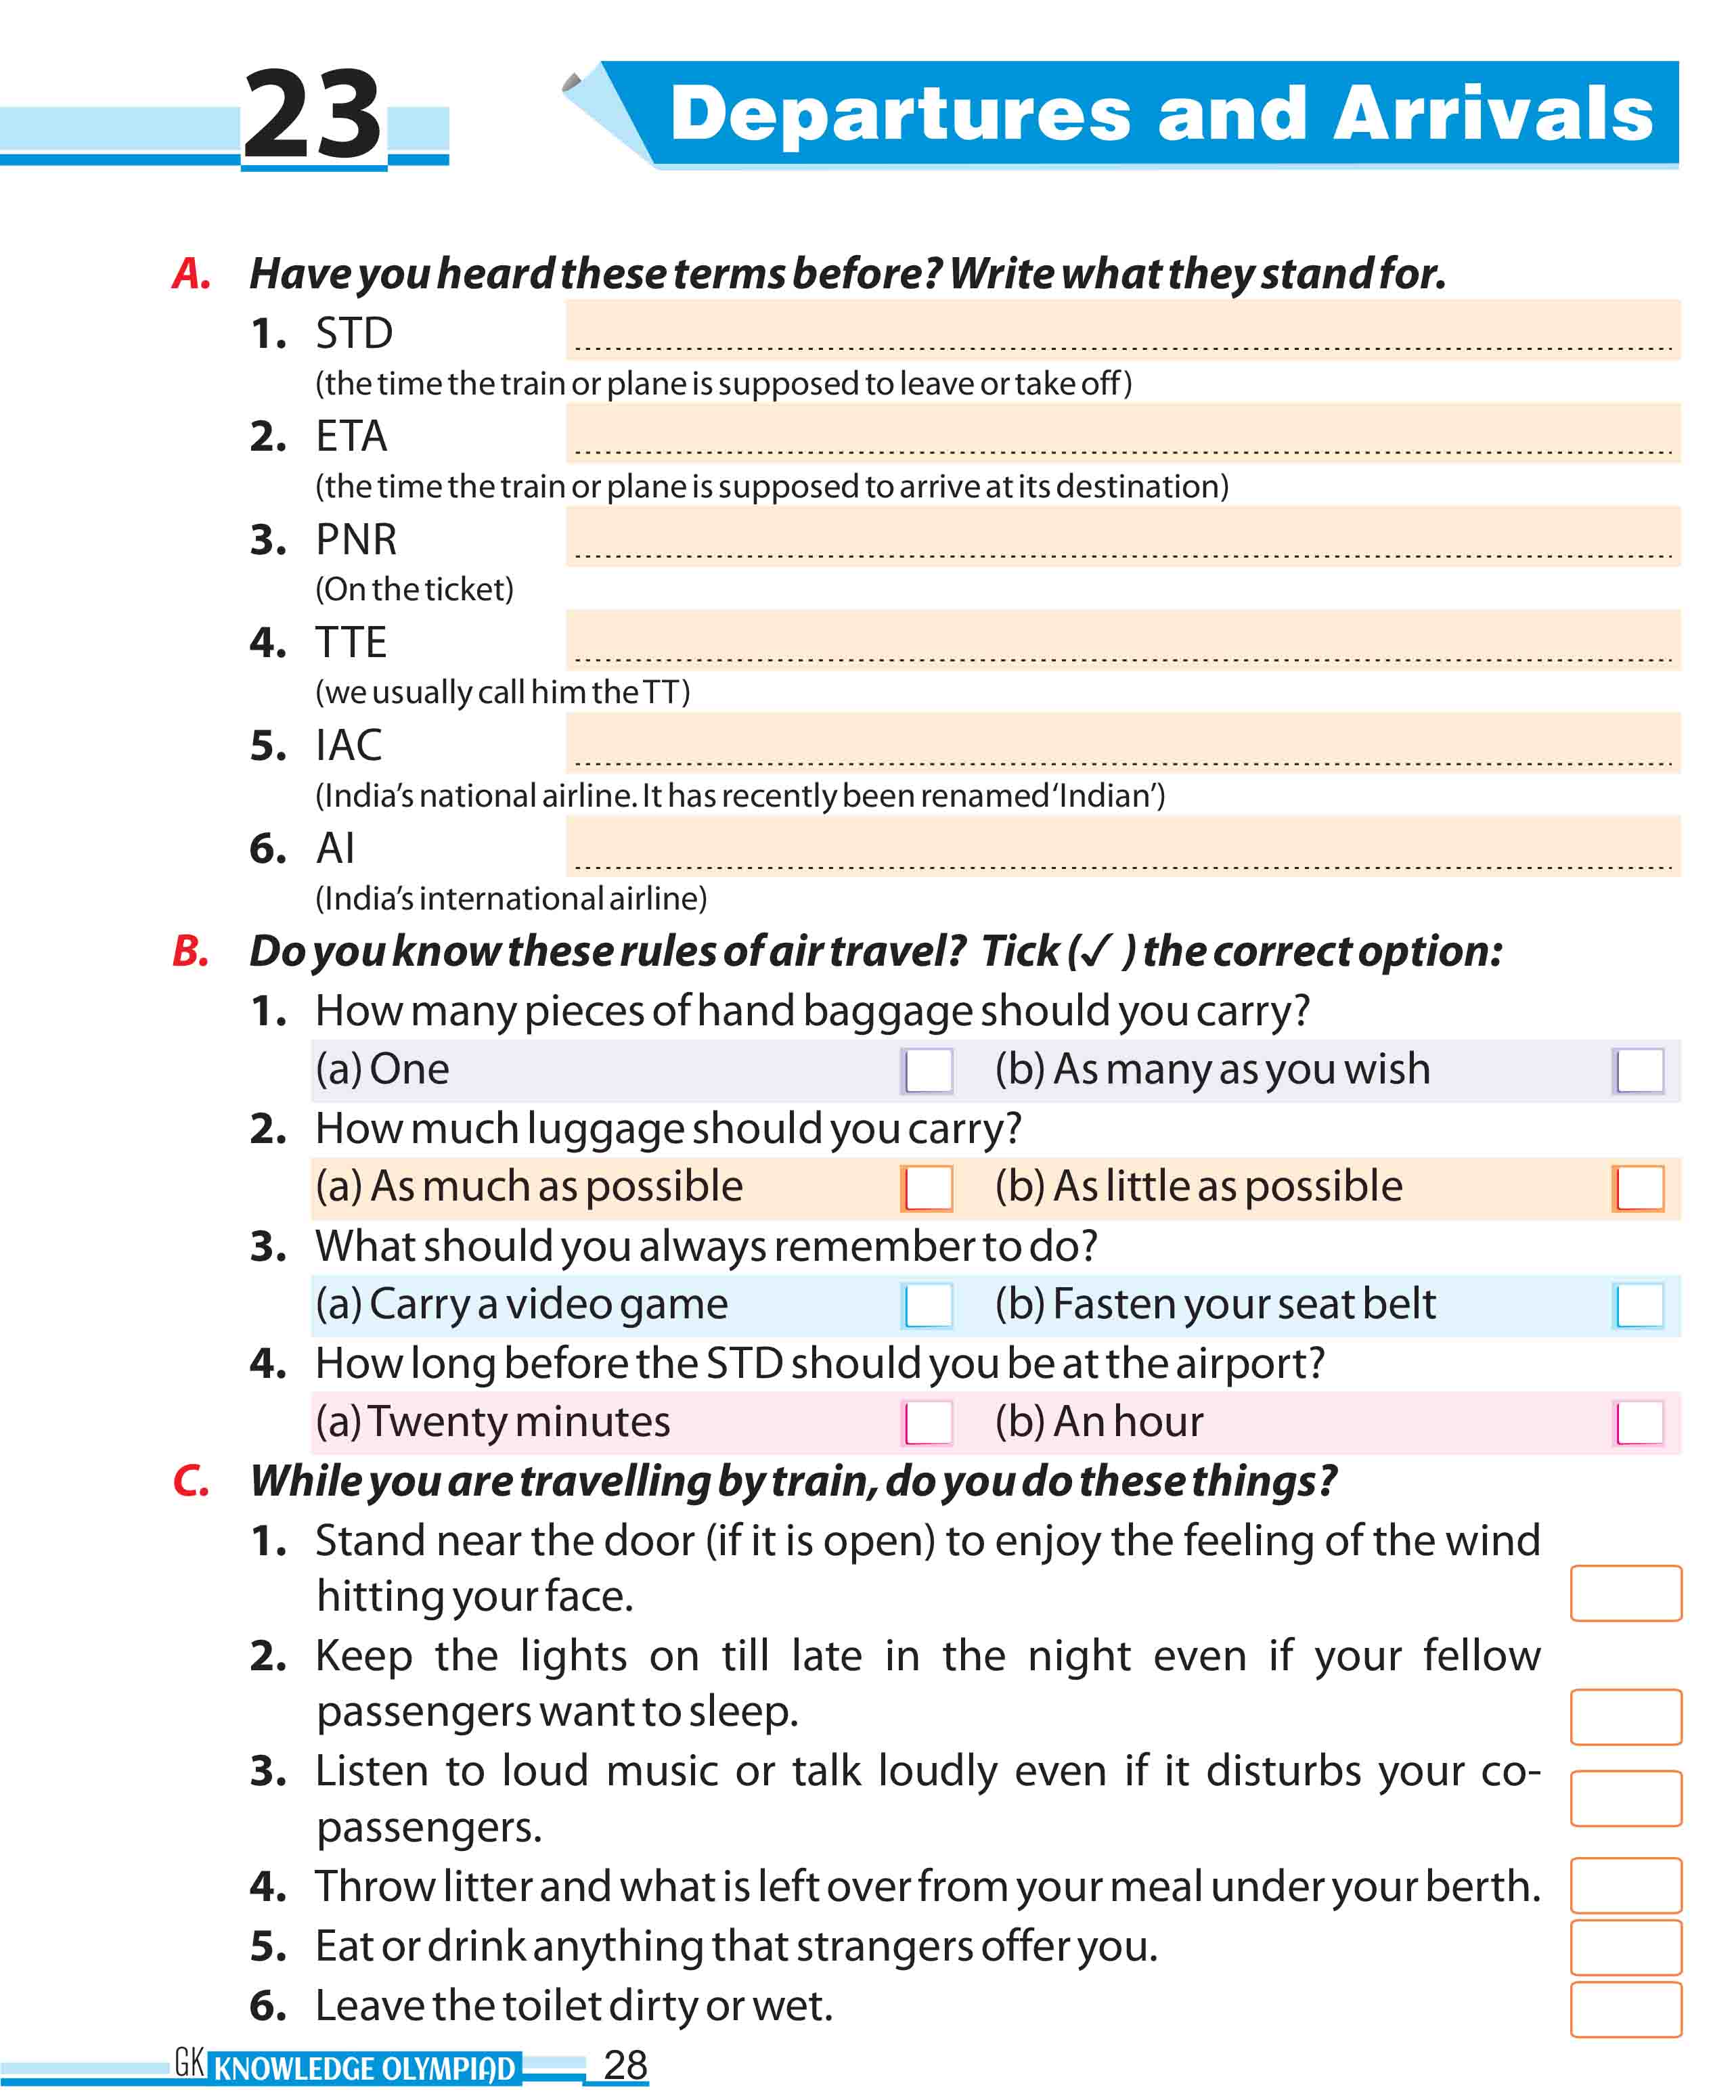 23
Departures and Arrivals
A. Have you heard these terms before? Write what they stand for.
1. STD
(the time the train or plane is supposed to leave or take off)
2. ETA
(the time the train or plane is supposed to arrive at its destination)
3. PNR
(On the ticket)
4. TTE
(we usually call him the TT)
5. IAC
(India’s national airline. It has recently been renamed ‘Indian’)
6. AI
(India’s international airline)
B. Do you know these rules of air travel? Tick (✓ ) the correct option:
1. How many pieces of hand baggage should you carry?
(a) One (b) As many as you wish
2. How much luggage should you carry?
(a) As much as possible (b) As little as possible
3. What should you always remember to do?
(a) Carry a video game (b) Fasten your seat belt
4. How long before the STD should you be at the airport?
(a) Twenty minutes (b) An hour
C. While you are travelling by train, do you do these things?
1. Stand near the door (if it is open) to enjoy the feeling of the wind
hitting your face.
2. Keep the lights on till late in the night even if your fellow
passengers want to sleep.
3. Listen to loud music or talk loudly even if it disturbs your co-
passengers.
4. Throw litter and what is left over from your meal under your berth.
5. Eat or drink anything that strangers offer you.
6. Leave the toilet dirty or wet.
GK KNOWLEDGE OLYMPIAD 28